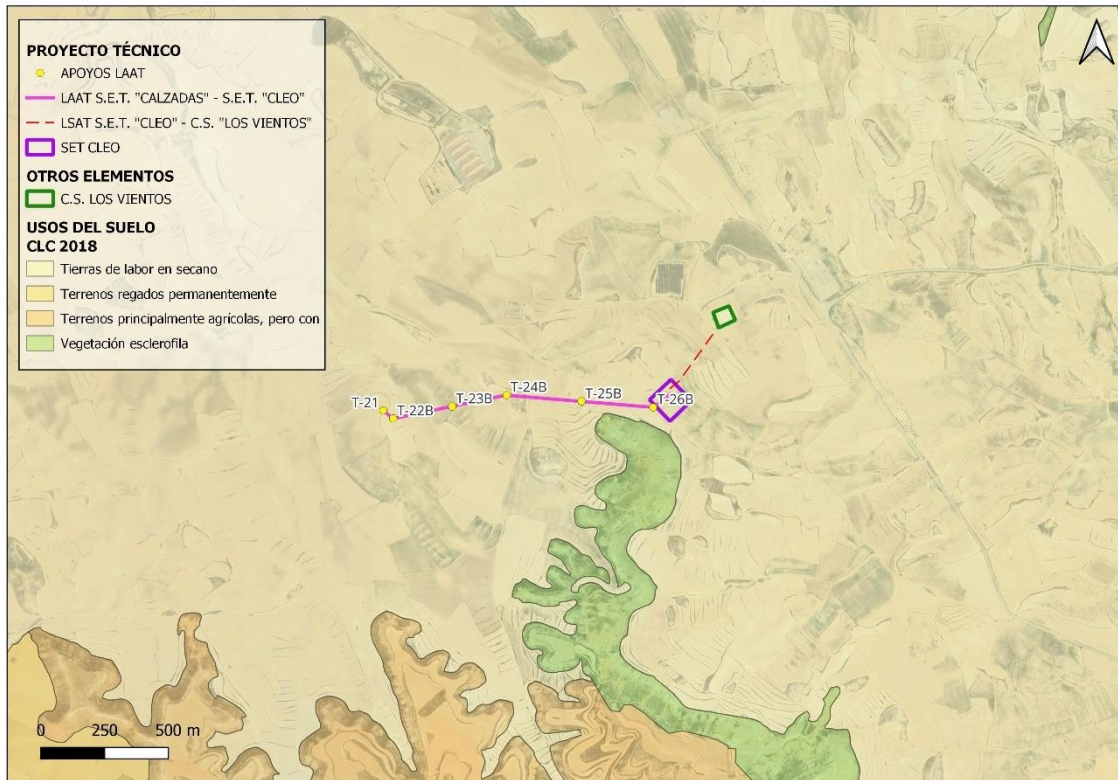 PROYECTO TÉCNICO
APOYOS LAAT
LAAT S.E.T. "CALZADAS" - S.E.T. "CLEO"
LSAT S.E.T. "CLEO" - C.S. "LOS VIENTOS"
SET CLEO
OTROS ELEMENTOS
C.S. LOS VIENTOS
USOS DEL SUELO
CLC 2018
Tierras de labor en secano
Terrenos regados permanentemente
Terrenos principalmente agrícolas, pero con
Vegetación esclerofila
T-21
T-22B
T-23B
T-24B
T-25B
T-26B
0 250 500 m